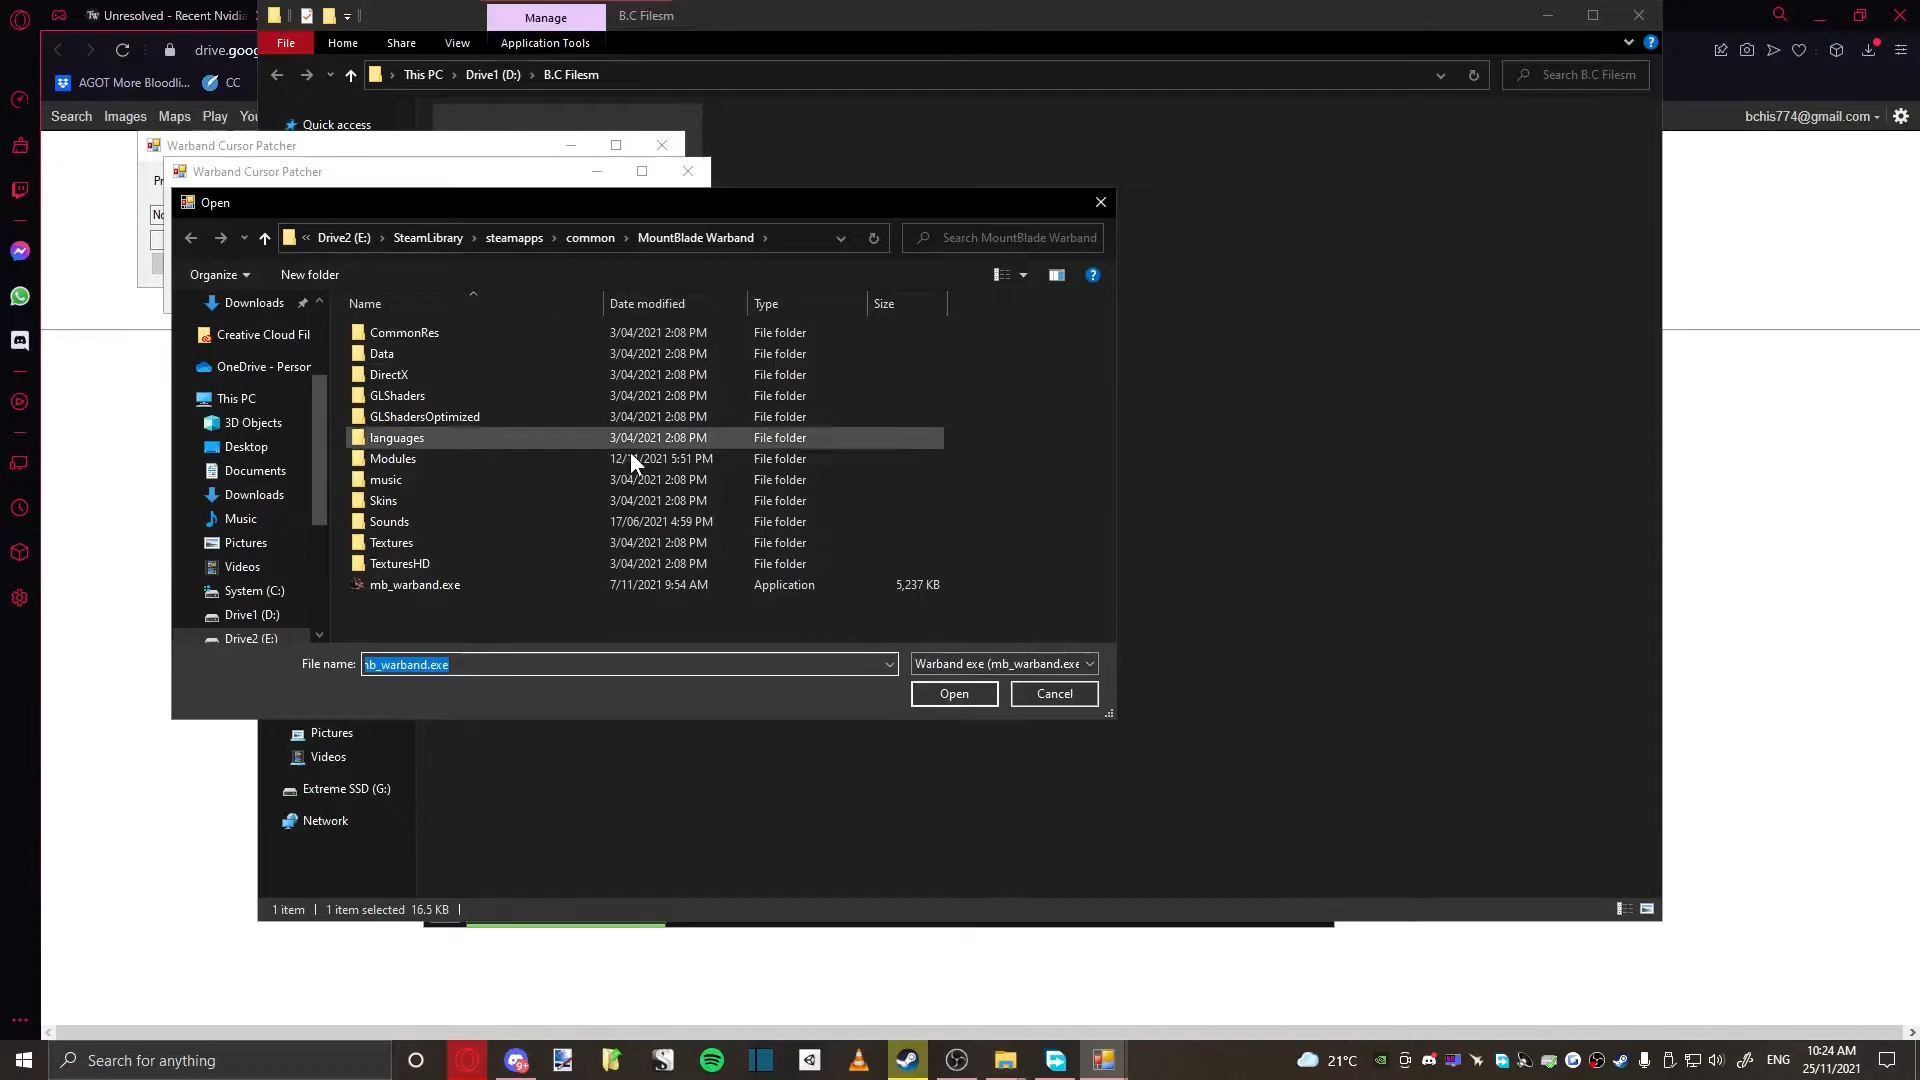 Unresolved - Recent Nvidia
Manage
B.C Filesm
File
Home
Share
View
Application Tools
drive.goog
This PC
Drive1 (D:)
B.C Filesm
Search B.C Filesm
AGOT More Bloodli...
CC
Search
Images
Maps
Play
bchis774@gmail.com
Quick access
Warband Cursor Patcher
Warband Cursor Patcher
Open
«
Drive2 (E:)
SteamLibrary
steamapps
common
MountBlade Warband
Search MountBlade Warband
Organize
New folder
Name
Date modified
Type
Size
Downloads
Creative Cloud Fil
OneDrive - Person
This PC
3D Objects
Desktop
Documents
Downloads
Music
Pictures
Videos
System (C:)
Drive1 (D:)
Drive2 (E:)
CommonRes 3/04/2021 2:08 PM File folder
Data 3/04/2021 2:08 PM File folder
DirectX 3/04/2021 2:08 PM File folder
GLShaders 3/04/2021 2:08 PM File folder
GLShadersOptimized 3/04/2021 2:08 PM File folder
languages 3/04/2021 2:08 PM File folder
Modules 5:51 PM File folder
music 3/04/2021 2:08 PM File folder
Skins 3/04/2021 2:08 PM File folder
Sounds 17/06/2021 4:59 PM File folder
Textures 3/04/2021 2:08 PM File folder
TexturesHD 3/04/2021 2:08 PM File folder
mb_warband.exe 7/11/2021 9:54 AM Application 5,237 KB
File name:
mb_warband.exe
Warband exe (mb_warband.exe
Open
Cancel
Pictures
Videos
Extreme SSD (G:)
Network
1 item
1 item selected 16.5 KB
Search for anything
9+
21°C
ENG
10:24 AM
25/11/2021